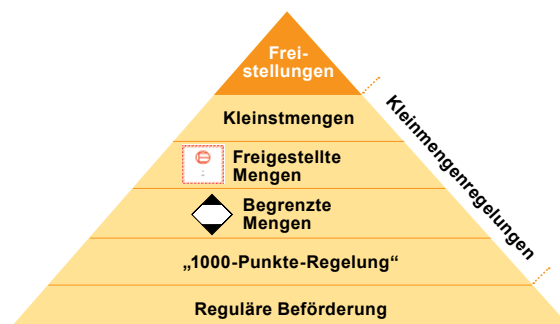 Frei-
stellungen
Kleinstmengen
Freigestellte
Mengen
Begrenzte
Mengen
„1000-Punkte-Regelung“
Reguläre Beförderung
Kleinmengenregelungen